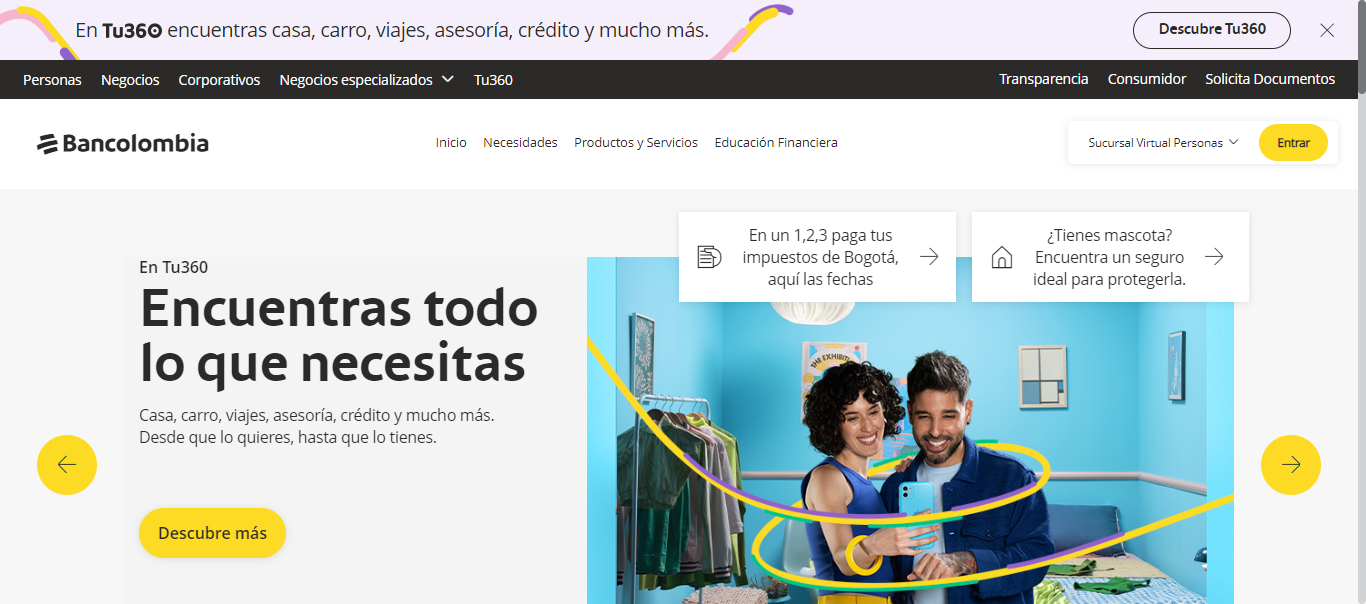 En Tu360 encuentras casa, carro, viajes, asesoría, crédito y mucho más.
Descubre Tu360
Personas Negocios Corporativos Negocios especializados Tu360
Transparencia Consumidor Solicita Documentos
Bancolombia
Inicio Necesidades Productos y Servicios Educación Financiera
Sucursal Virtual Personas
Entrar
En un 1,2,3 paga tus
impuestos de Bogotá,
aquí las fechas
¿Tienes mascota?
Encuentra un seguro
ideal para protegerla.
En Tu360
Encuentras todo
lo que necesitas
Casa, carro, viajes, asesoría, crédito y mucho más.
Desde que lo quieres, hasta que lo tienes.
Descubre más
THE EXHIBITI